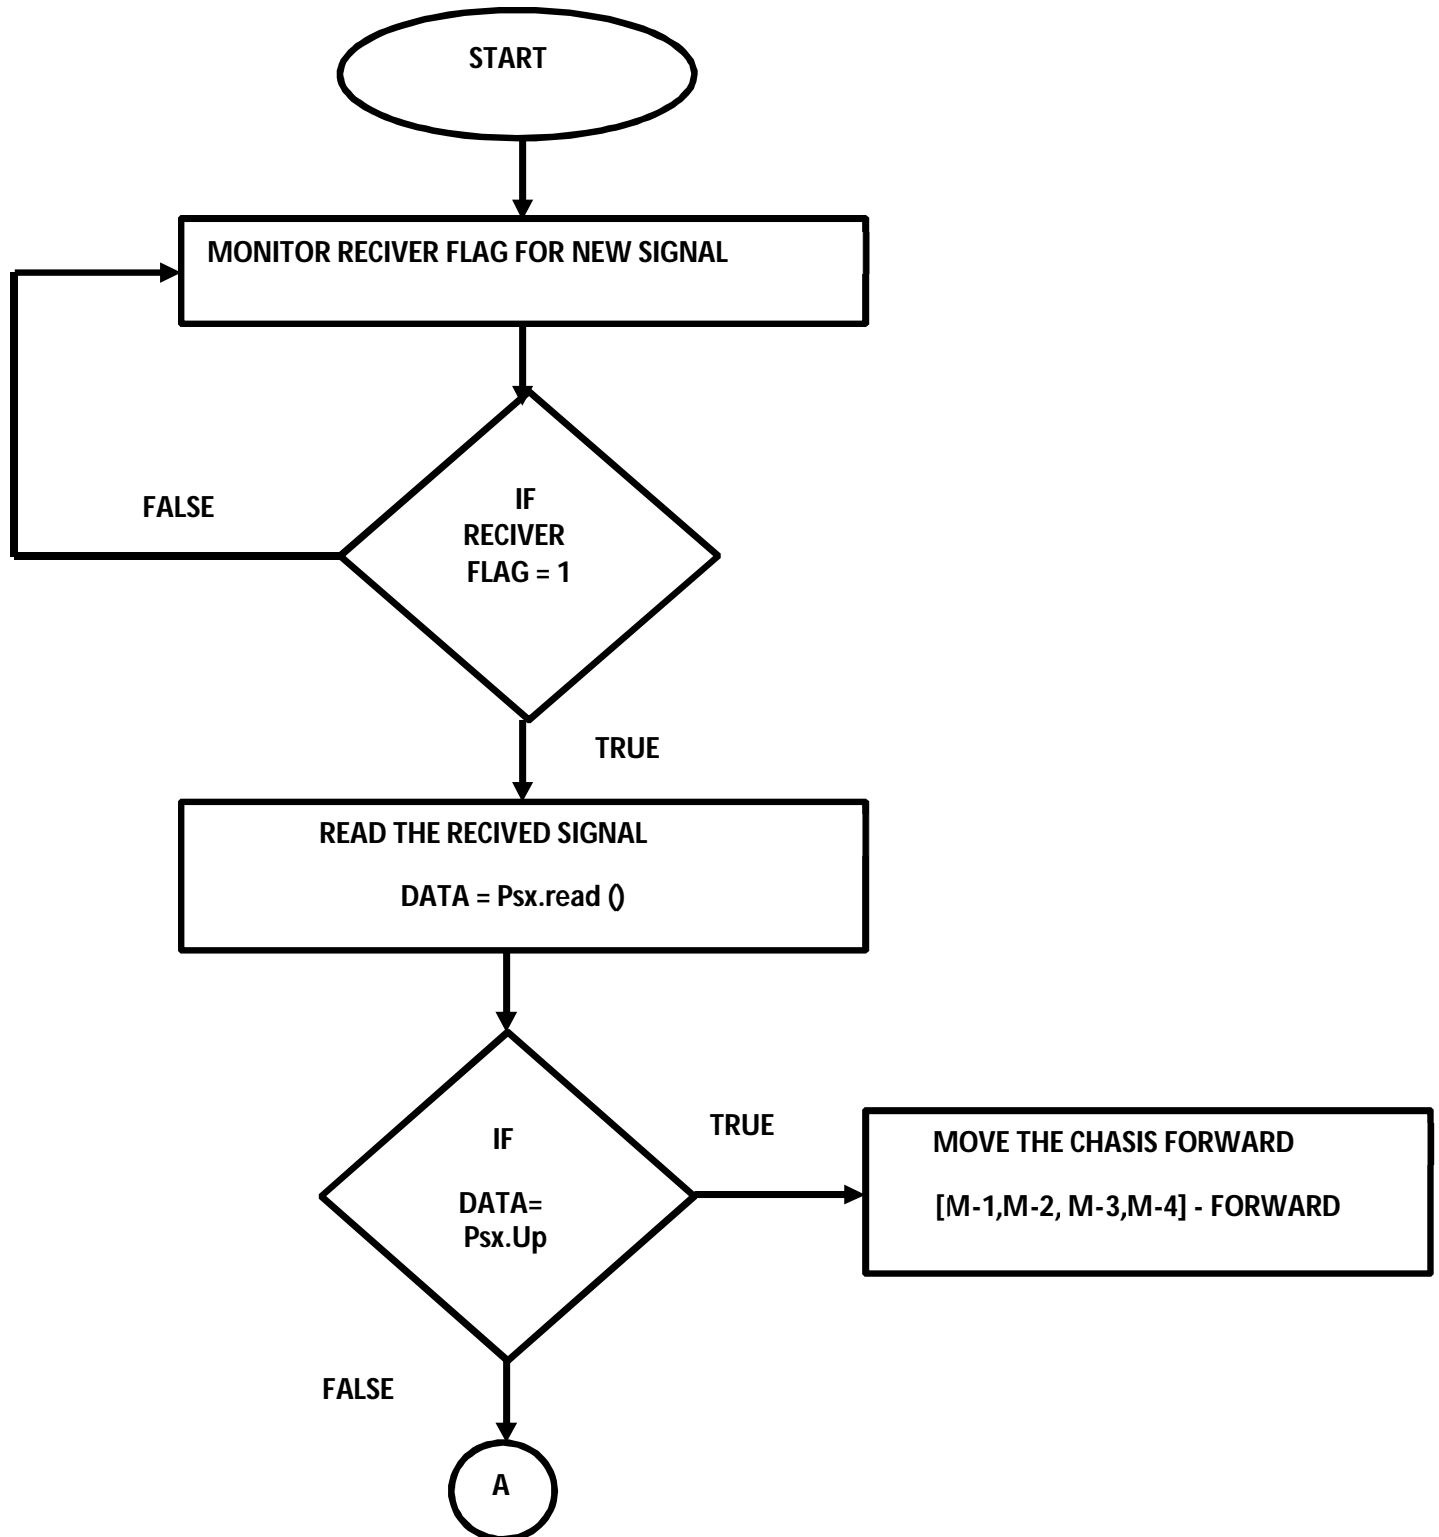 START
MONITOR RECIVER FLAG FOR NEW SIGNAL
FALSE
IF
RECIVER
FLAG = 1
TRUE
READ THE RECIVED SIGNAL
DATA = Psx.read ()
IF
DATA=
Psx.Up
TRUE
MOVE THE CHASIS FORWARD
[M-1,M-2, M-3,M-4] - FORWARD
FALSE
A